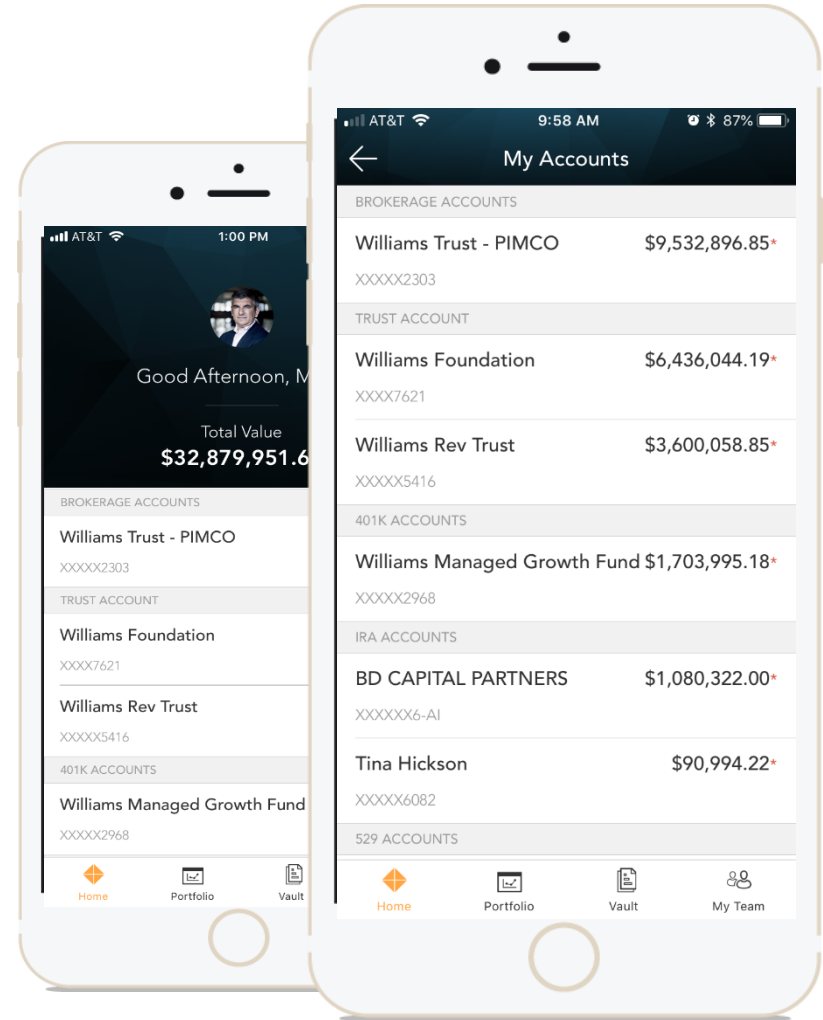 AT&T 1:00 PM
Good Afternoon, M
Total Value
$32,879,951.6
BROKERAGE ACCOUNTS
Williams Trust - PIMCO
XXXXX2303
TRUST ACCOUNT
Williams Foundation
XXXX7621
Williams Rev Trust
XXXXX5416
401K ACCOUNTS
Williams Managed Growth Fund
XXXXX2968
Home Portfolio Vault
AT&T 9:58 AM 87%
My Accounts
BROKERAGE ACCOUNTS
Williams Trust - PIMCO $9,532,896.85*
XXXXX2303
TRUST ACCOUNT
Williams Foundation $6,436,044.19*
XXXX7621
Williams Rev Trust $3,600,058.85*
XXXXX5416
401K ACCOUNTS
Williams Managed Growth Fund $1,703,995.18*
XXXXX2968
IRA ACCOUNTS
BD CAPITAL PARTNERS $1,080,322.00*
XXXXXX6-AI
Tina Hickson $90,994.22*
XXXXX6082
529 ACCOUNTS
Home Portfolio Vault My Team